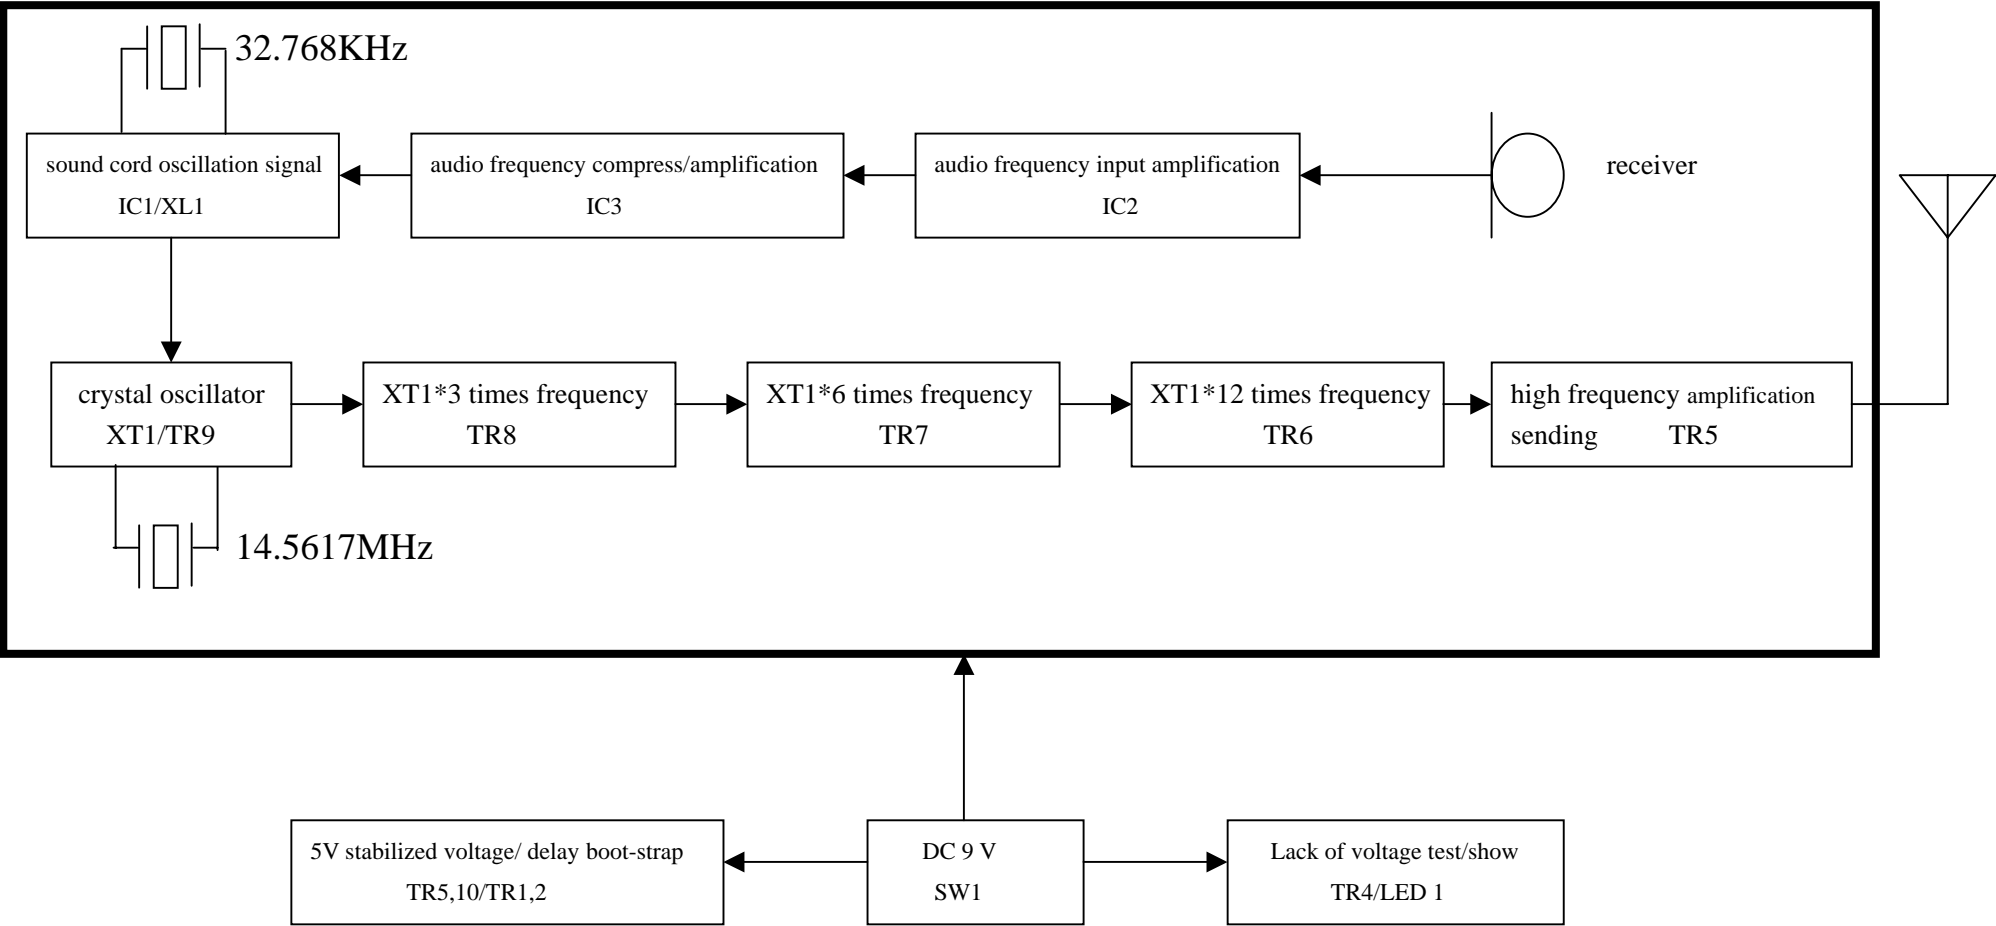 32.768KHz
sound cord oscillation signal
IC1/XL1
audio frequency compress/amplification
IC3
audio frequency input amplification
IC2
receiver
crystal oscillator
XT1/TR9
XT1*3 times frequency
TR8
XT1*6 times frequency
TR7
XT1*12 times frequency
TR6
high frequency amplification
sending TR5
14.5617MHz
5V stabilized voltage/ delay boot-strap
TR5,10/TR1,2
DC 9 V
SW1
Lack of voltage test/show
TR4/LED 1